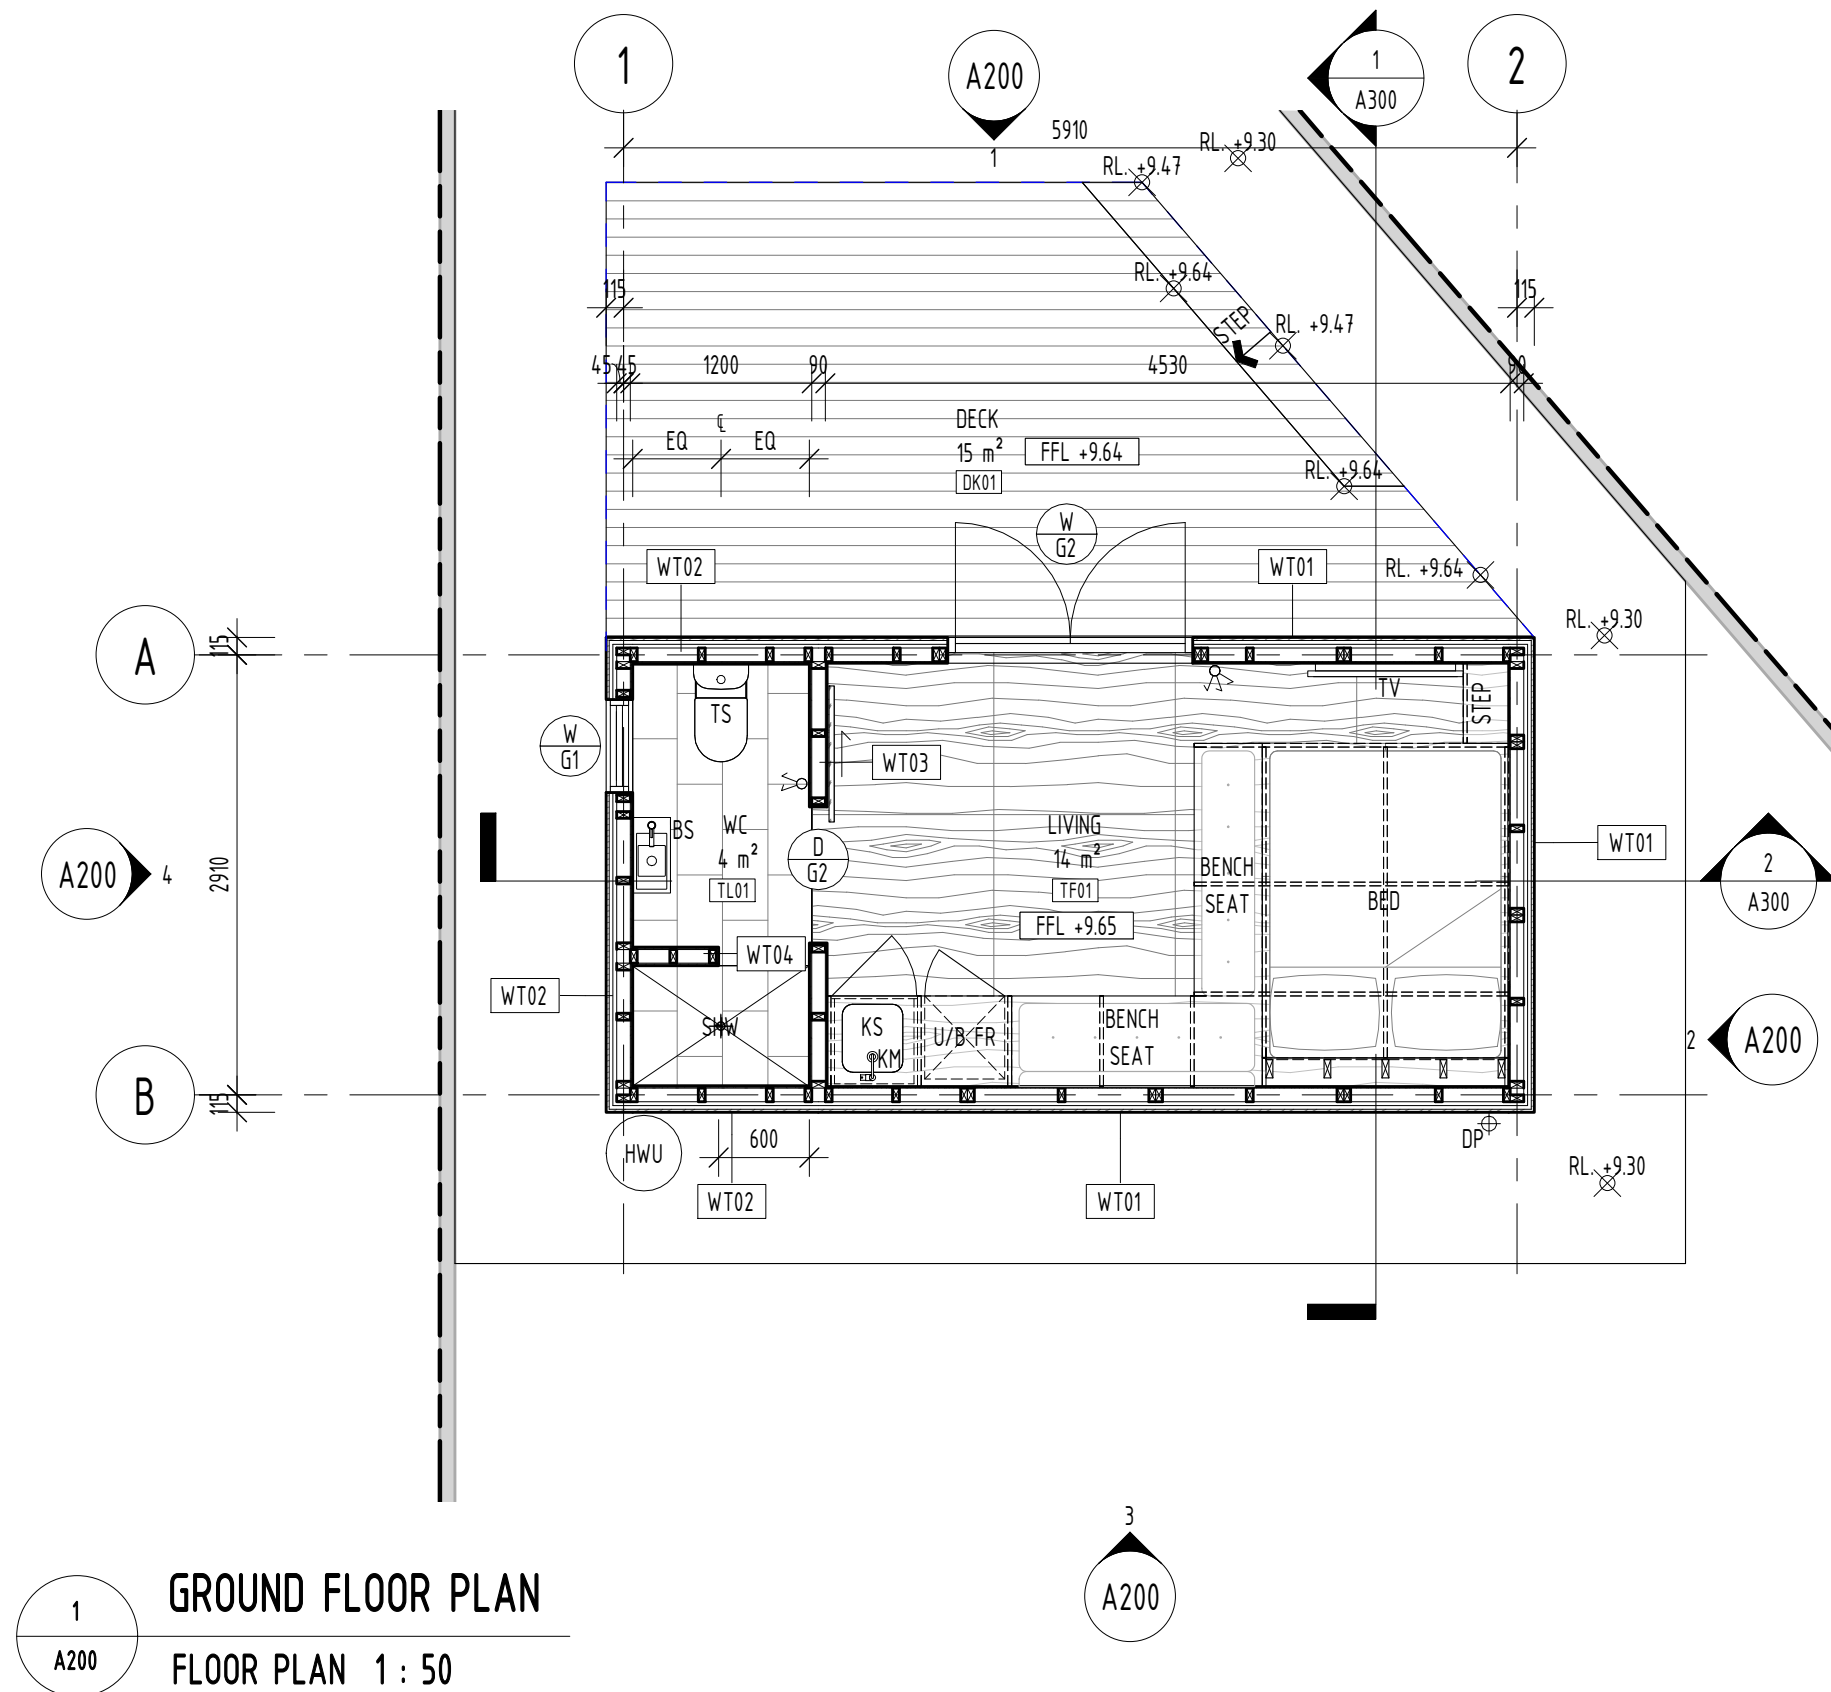 1
A200
1
A300
2
5910
1
RL. +9.30
RL. +9.47
RL. +9.64
115
115
STEP
RL. +9.47
45
45
1200
90
4530
90
DECK
15 m²
FFL +9.64
DK01
℄
EQ
EQ
RL. +9.64
W
G2
WT02
WT01
RL. +9.64
RL. +9.30
A
115
TS
TV
STEP
W
G1
WT03
BS
WC
4 m²
TL01
D
G2
LIVING
14 m²
TF01
FFL +9.65
BENCH
SEAT
BED
WT01
A200
4
2910
2
A300
WT04
WT02
SHW
KS
KM
U/B FR
BENCH
SEAT
2
A200
B
115
HWU
600
DP
WT02
WT01
RL. +9.30
3
A200
1
A200
GROUND FLOOR PLAN
FLOOR PLAN 1 : 50